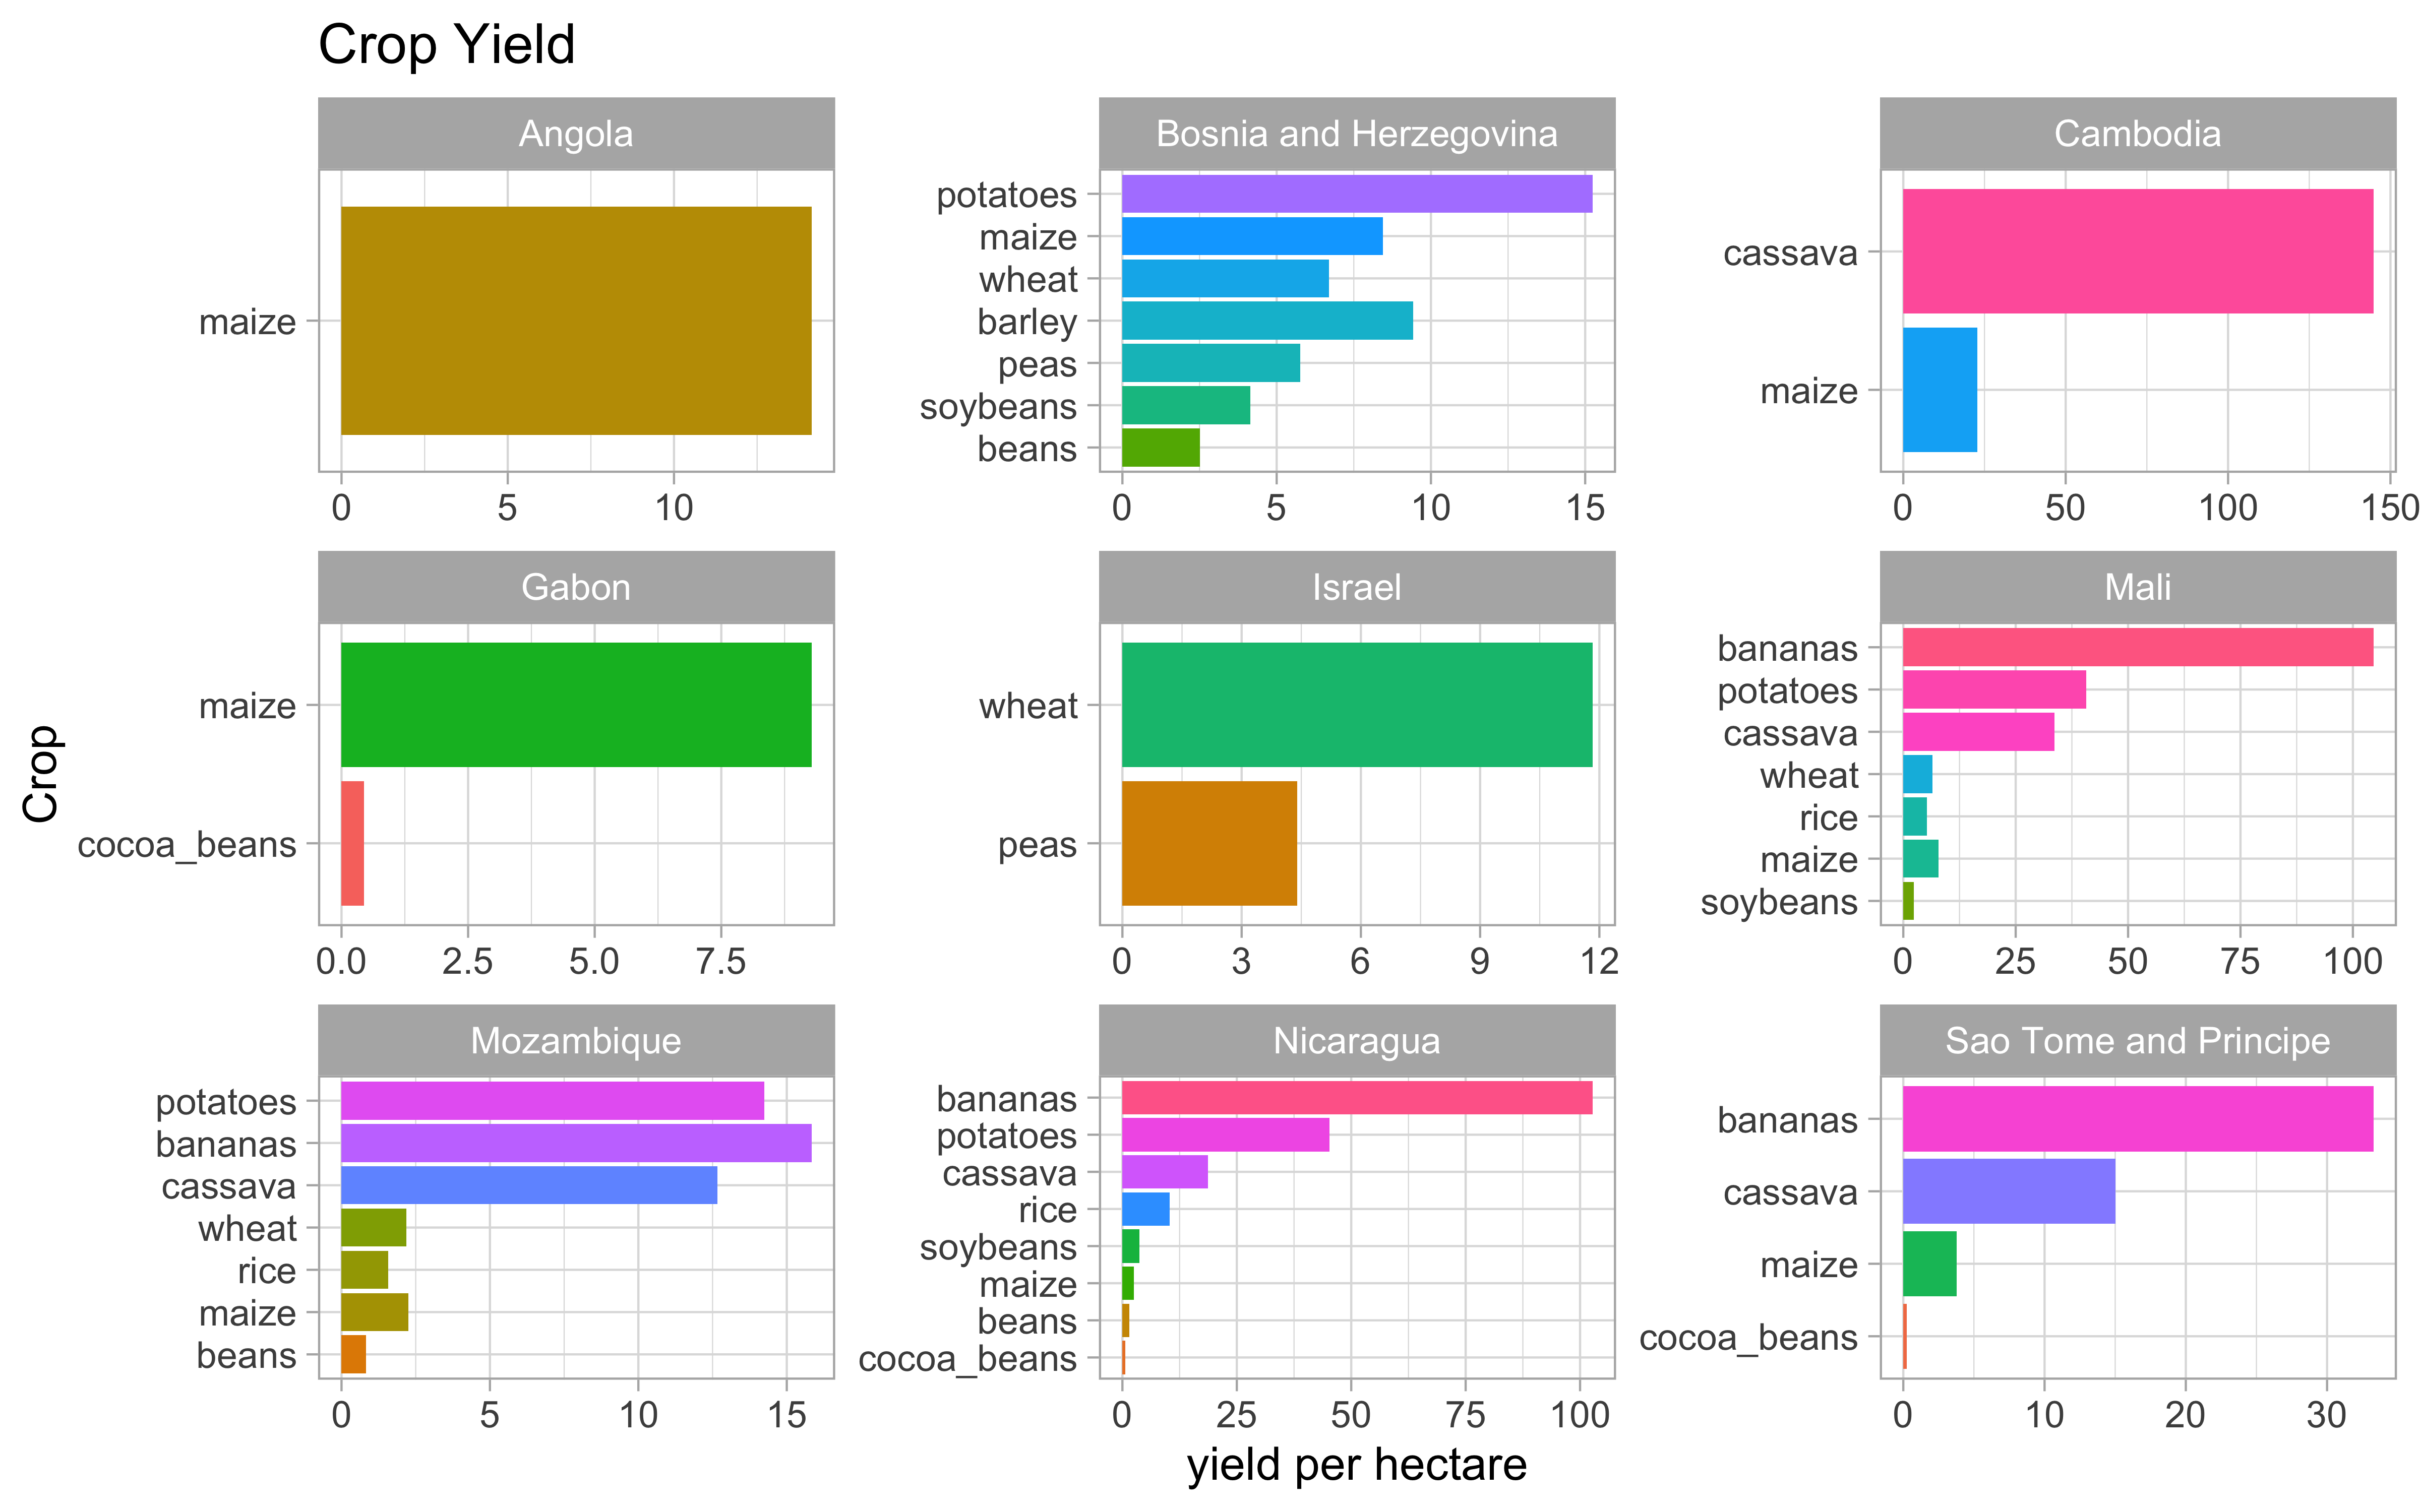 Crop Yield
Angola
maize
0 5 10
Bosnia and Herzegovina
potatoes
maize
wheat
barley
peas
soybeans
beans
0 5 10 15
Cambodia
cassava
maize
0 50 100 150
Crop
Gabon
maize
cocoa_beans
0.0 2.5 5.0 7.5
Israel
wheat
peas
0 3 6 9 12
Mali
bananas
potatoes
cassava
wheat
rice
maize
soybeans
0 25 50 75 100
Mozambique
potatoes
bananas
cassava
wheat
rice
maize
beans
0 5 10 15
Nicaragua
bananas
potatoes
cassava
rice
soybeans
maize
beans
cocoa_beans
0 25 50 75 100
Sao Tome and Principe
bananas
cassava
maize
cocoa_beans
0 10 20 30
yield per hectare